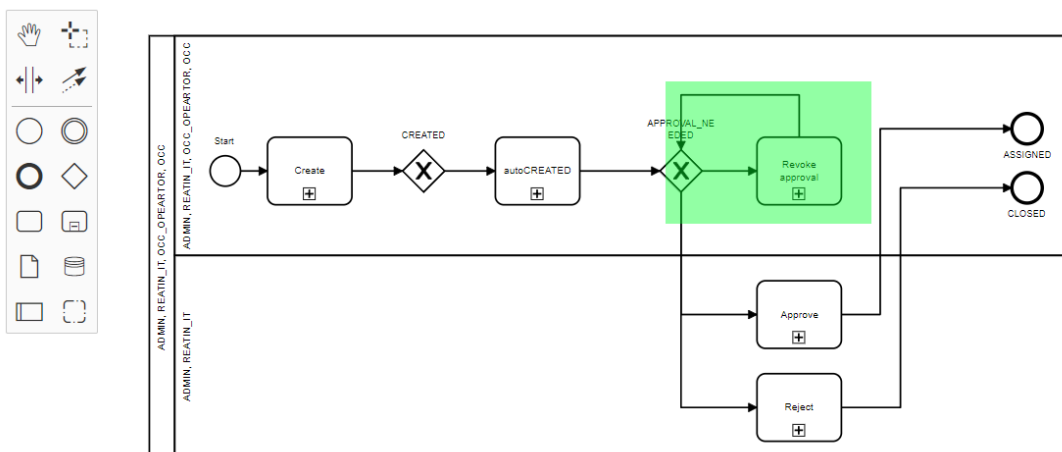 ADMIN, REATIN_IT, OCC_OPEARTOR, OCC
ADMIN, REATIN_IT, OCC_OPEARTOR, OCC
Start
Create
CREATED
autoCREATED
APPROVAL_NE
EDED
Revoke
approval
ASSIGNED
CLOSED
ADMIN, REATIN_IT
Approve
Reject